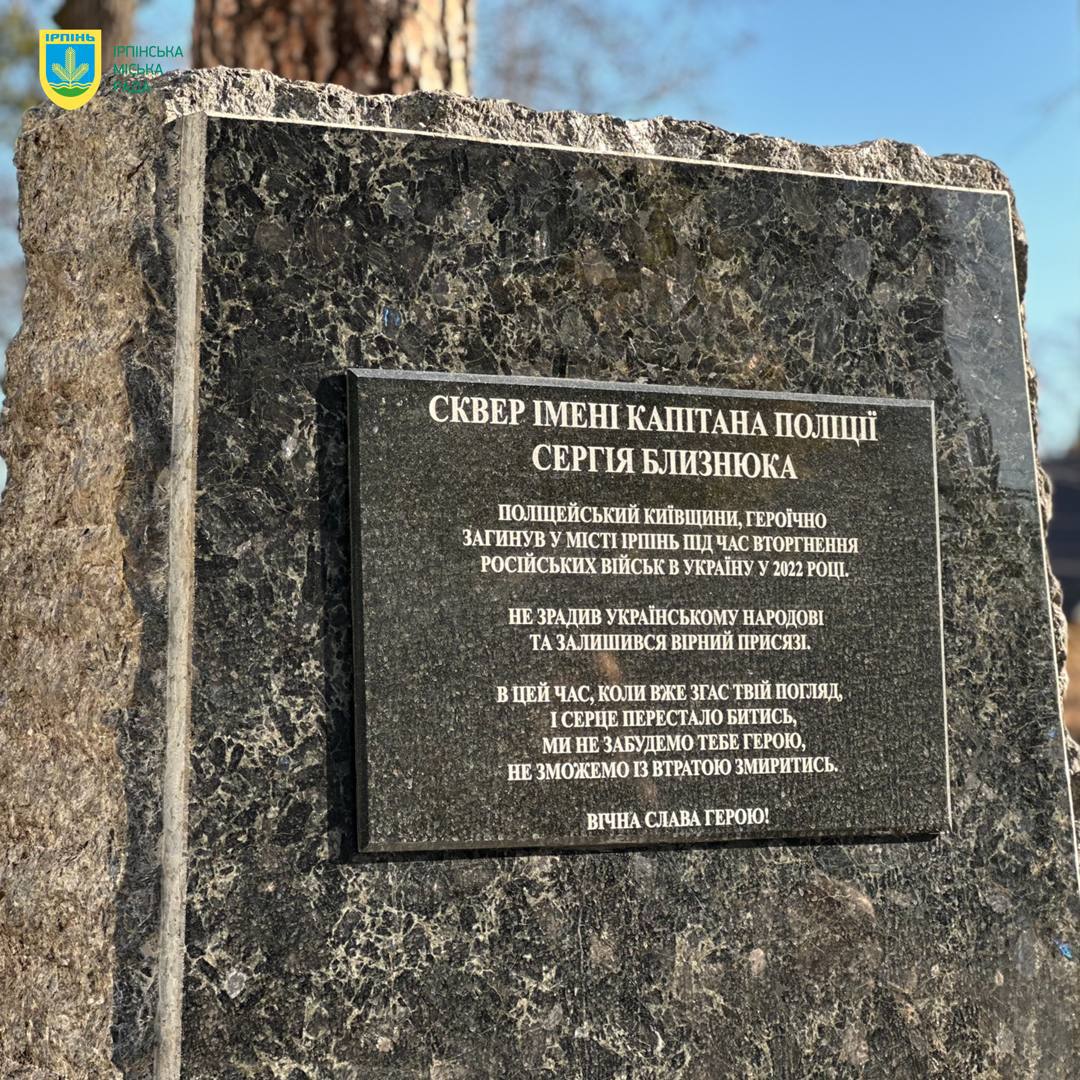 ІРПІНЬ
ІРПІНСЬКА
МІСЬКА
РАДА
СКВЕР ІМЕНІ КАПІТАНА ПОЛІЦІЇ
СЕРГІЯ БЛИЗНЮКА
ПОЛІЦЕЙСЬКИЙ КИЇВЩИНИ, ГЕРОЇЧНО
ЗАГИНУВ У МІСТІ ІРПІНЬ ПІД ЧАС ВТОРГНЕННЯ
РОСІЙСЬКИХ ВІЙСЬК В УКРАЇНУ У 2022 РОЦІ.
НЕ ЗРАДИВ УКРАЇНСЬКОМУ НАРОДОВІ
ТА ЗАЛИШИВСЯ ВІРНИЙ ПРИСЯЗІ.
В ЦЕЙ ЧАС, КОЛИ ВЖЕ ЗГАС ТВІЙ ПОГЛЯД,
І СЕРЦЕ ПЕРЕСТАЛО БИТИСЬ,
МИ НЕ ЗАБУДЕМО ТЕБЕ ГЕРОЮ,
НЕ ЗМОЖЕМО ІЗ ВТРАТОЮ ЗМИРИТИСЬ.
ВІЧНА СЛАВА ГЕРОЮ!